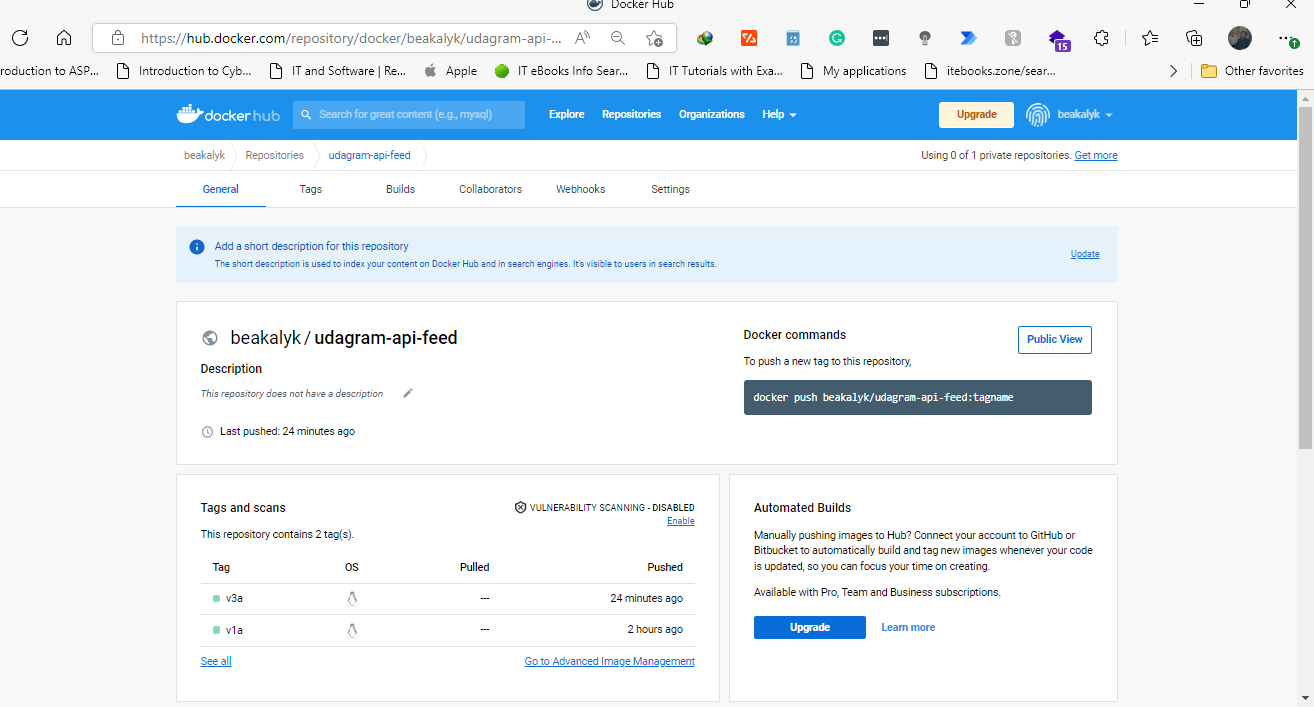 Docker Hub
https://hub.docker.com/repository/docker/beakalyk/udagram-api-...
15
roduction to ASP...
Introduction to Cyb...
IT and Software | Re...
Apple
IT eBooks Info Sear...
IT Tutorials with Exa...
My applications
itebooks.zone/sear...
Other favorites
dockerhub
Search for great content (e.g., mysql)
Explore
Repositories
Organizations
Help
Upgrade
beakalyk
beakalyk
Repositories
udagram-api-feed
Using 0 of 1 private repositories. Get more
General
Tags
Builds
Collaborators
Webhooks
Settings
Add a short description for this repository
The short description is used to index your content on Docker Hub and in search engines. It's visible to users in search results.
Update
beakalyk / udagram-api-feed
Description
This repository does not have a description
Last pushed: 24 minutes ago
Docker commands
Public View
To push a new tag to this repository,
docker push beakalyk/udagram-api-feed:tagname
Tags and scans
VULNERABILITY SCANNING - DISABLED
Enable
This repository contains 2 tag(s).
Tag OS Pulled Pushed
v3a --- 24 minutes ago
v1a --- 2 hours ago
See all
Go to Advanced Image Management
Automated Builds
Manually pushing images to Hub? Connect your account to GitHub or
Bitbucket to automatically build and tag new images whenever your code
is updated, so you can focus your time on creating.
Available with Pro, Team and Business subscriptions.
Upgrade
Learn more